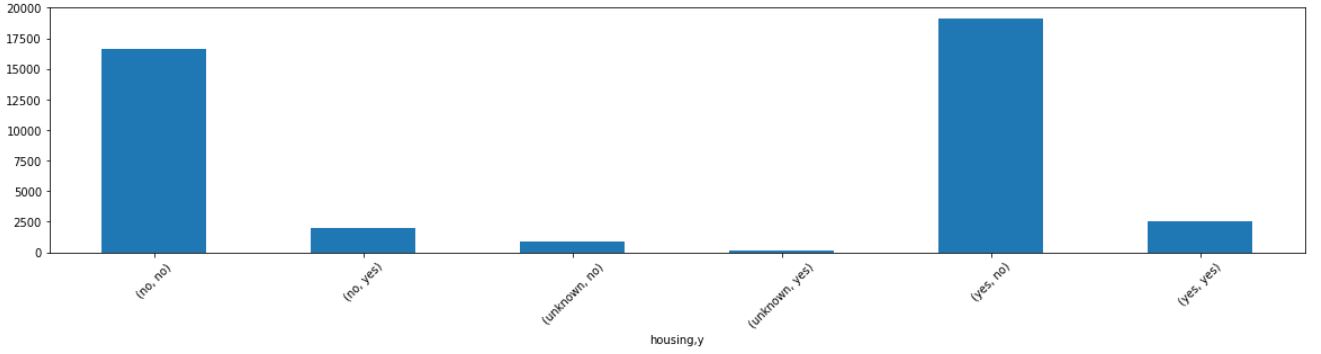 20000
17500
15000
12500
10000
7500
5000
2500
0
(no, no)
(no, yes)
(unknown, no)
(unknown, yes)
(yes, no)
(yes, yes)
housing,y